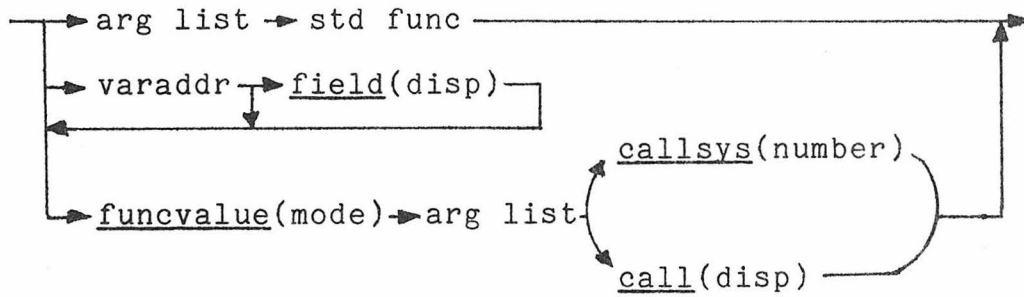 arg list std func
varaddr field(disp)
callsys(number)
funcvalue(mode) arg list
call(disp)